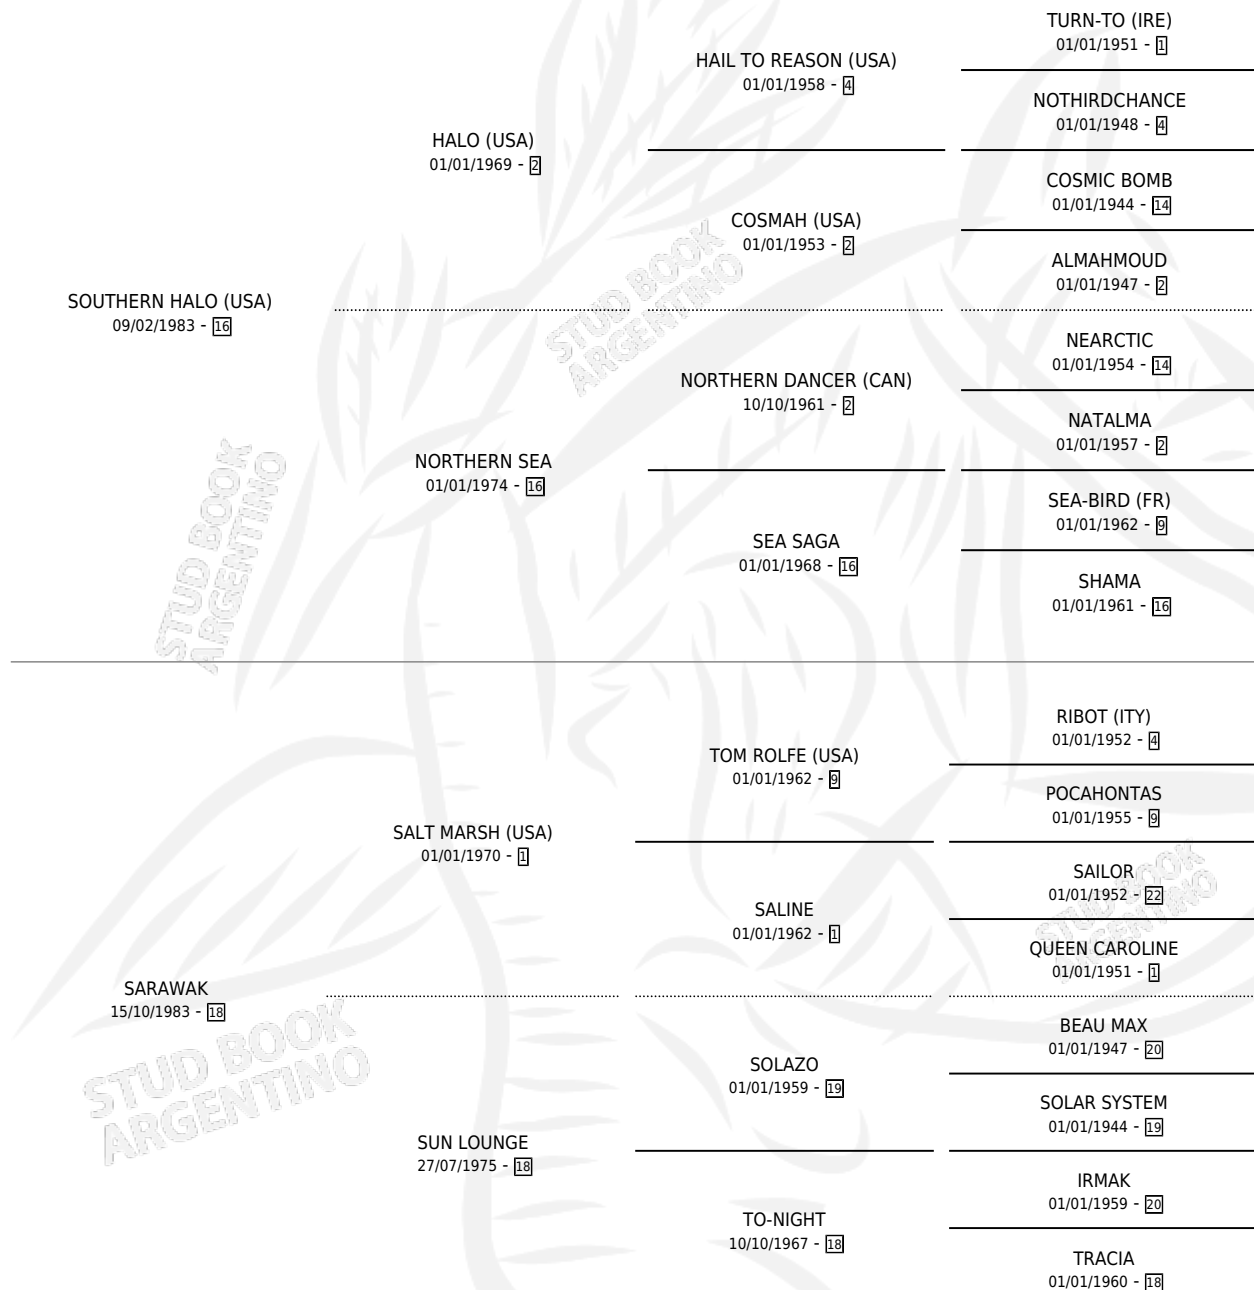 TURN-TO (IRE)
01/01/1951 - 1
HAIL TO REASON (USA)
01/01/1958 - 4
NOTHIRDCHANCE
01/01/1948 - 4
HALO (USA)
01/01/1969 - 2
COSMIC BOMB
01/01/1944 - 14
COSMAH (USA)
01/01/1953 - 2
ALMAHMOUD
01/01/1947 - 2
SOUTHERN HALO (USA)
09/02/1983 - 16
NEARCTIC
01/01/1954 - 14
NORTHERN DANCER (CAN)
10/10/1961 - 2
NATALMA
01/01/1957 - 2
NORTHERN SEA
01/01/1974 - 16
SEA-BIRD (FR)
01/01/1962 - 9
SEA SAGA
01/01/1968 - 16
SHAMA
01/01/1961 - 16
RIBOT (ITY)
01/01/1952 - 4
TOM ROLFE (USA)
01/01/1962 - 9
POCAHONTAS
01/01/1955 - 9
SALT MARSH (USA)
01/01/1970 - 1
SAILOR
01/01/1952 - 22
SALINE
01/01/1962 - 1
QUEEN CAROLINE
01/01/1951 - 1
SARAWAK
15/10/1983 - 18
BEAU MAX
01/01/1947 - 20
SOLAZO
01/01/1959 - 19
SOLAR SYSTEM
01/01/1944 - 19
SUN LOUNGE
27/07/1975 - 18
IRMAK
01/01/1959 - 20
TO-NIGHT
10/10/1967 - 18
TRACIA
01/01/1960 - 18
STUD BOOK
ARGENTINO
STUD BOOK
ARGENTINO
STUD BOOK
ARGENTINO
STUD BOOK
ARGENTINO